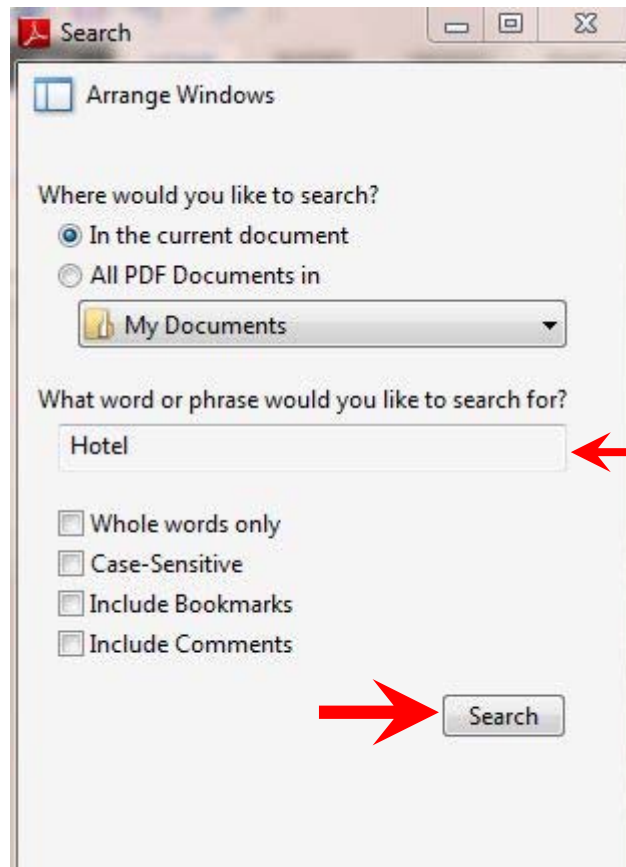 Search
Arrange Windows
Where would you like to search?
In the current document
All PDF Documents in
My Documents
What word or phrase would you like to search for?
Hotel
Whole words only
Case-Sensitive
Include Bookmarks
Include Comments
Search